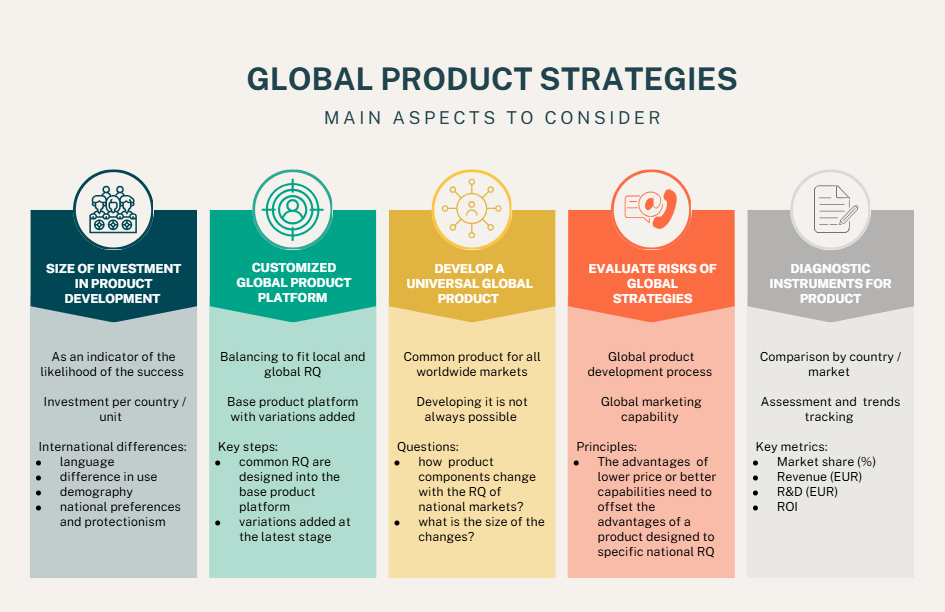 GLOBAL PRODUCT STRATEGIES
MAIN ASPECTS TO CONSIDER
SIZE OF INVESTMENT
IN PRODUCT
DEVELOPMENT
As an indicator of the
likelihood of the success
Investment per country /
unit
International differences:
● language
● difference in use
● demography
● national preferences
and protectionism
CUSTOMIZED
GLOBAL PRODUCT
PLATFORM
Balancing to fit local and
global RQ
Base product platform
with variations added
Key steps:
● common RQ are
designed into the
base product
platform
● variations added at
the latest stage
DEVELOP A
UNIVERSAL GLOBAL
PRODUCT
Common product for all
worldwide markets
Developing it is not
always possible
Questions:
● how product
components change
with the RQ of
national markets?
● what is the size of the
changes?
EVALUATE RISKS OF
GLOBAL
STRATEGIES
Global product
development process
Global marketing
capability
Principles:
● The advantages of
lower price or better
capabilities need to
offset the
advantages of a
product designed to
specific national RQ
DIAGNOSTIC
INSTRUMENTS FOR
PRODUCT
Comparison by country /
market
Assessment and trends
tracking
Key metrics:
● Market share (%)
● Revenue (EUR)
● R&D (EUR)
● ROI